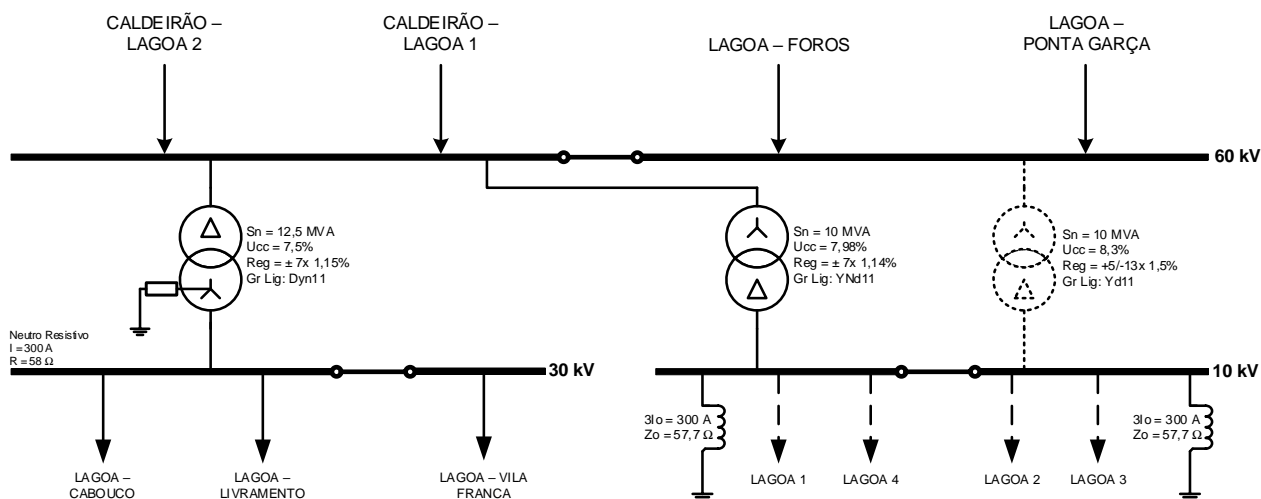 CALDEIRÃO –
LAGOA 2
CALDEIRÃO –
LAGOA 1
LAGOA – FOROS
LAGOA –
PONTA GARÇA
60 kV
Sn = 12,5 MVA
Ucc = 7,5%
Reg = ± 7x 1,15%
Gr Lig: Dyn11
Sn = 10 MVA
Ucc = 7,98%
Reg = ± 7x 1,14%
Gr Lig: YNd11
Sn = 10 MVA
Ucc = 8,3%
Reg = +5/-13x 1,5%
Gr Lig: Yd11
Neutro Resistivo
I = 300 A
R = 58 Ω
30 kV
10 kV
3Io = 300 A
Zo = 57,7 Ω
3Io = 300 A
Zo = 57,7 Ω
LAGOA –
CABOUCO
LAGOA –
LIVRAMENTO
LAGOA – VILA
FRANCA
LAGOA 1
LAGOA 4
LAGOA 2
LAGOA 3